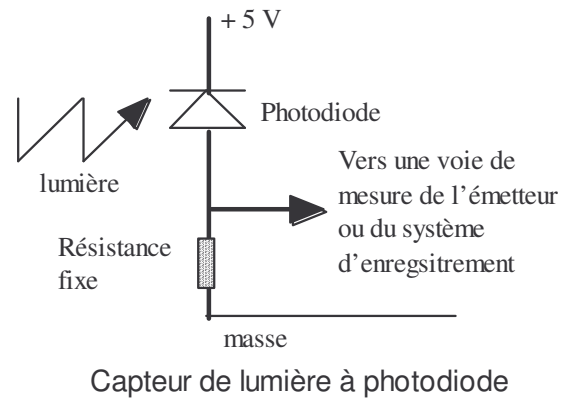 + 5 V
Photodiode
lumière
Vers une voie de
mesure de l'émetteur
ou du système
d'enregsitrement
Résistance
fixe
masse
Capteur de lumière à photodiode